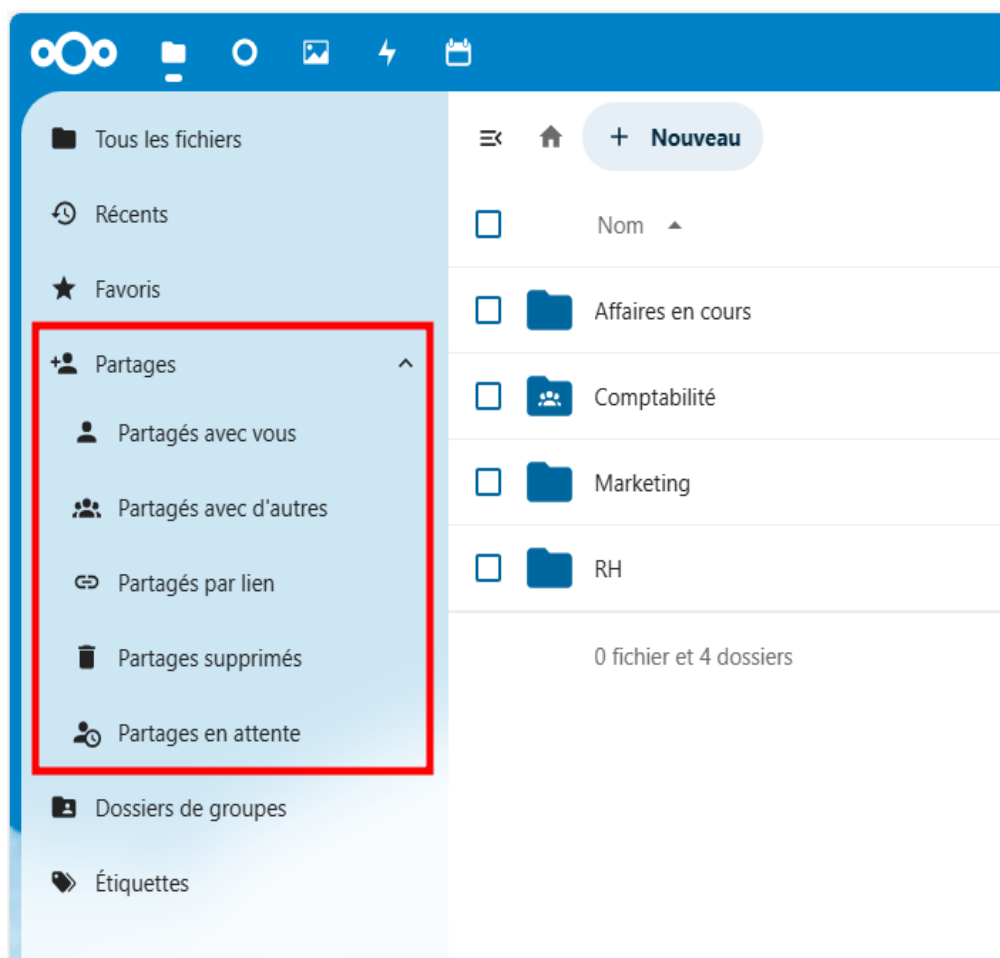 Tous les fichiers
Récents
Favoris
Partages
Partagés avec vous
Partagés avec d'autres
Partagés par lien
Partages supprimés
Partages en attente
Dossiers de groupes
Étiquettes
+ Nouveau
Nom
Affaires en cours
Comptabilité
Marketing
RH
0 fichier et 4 dossiers